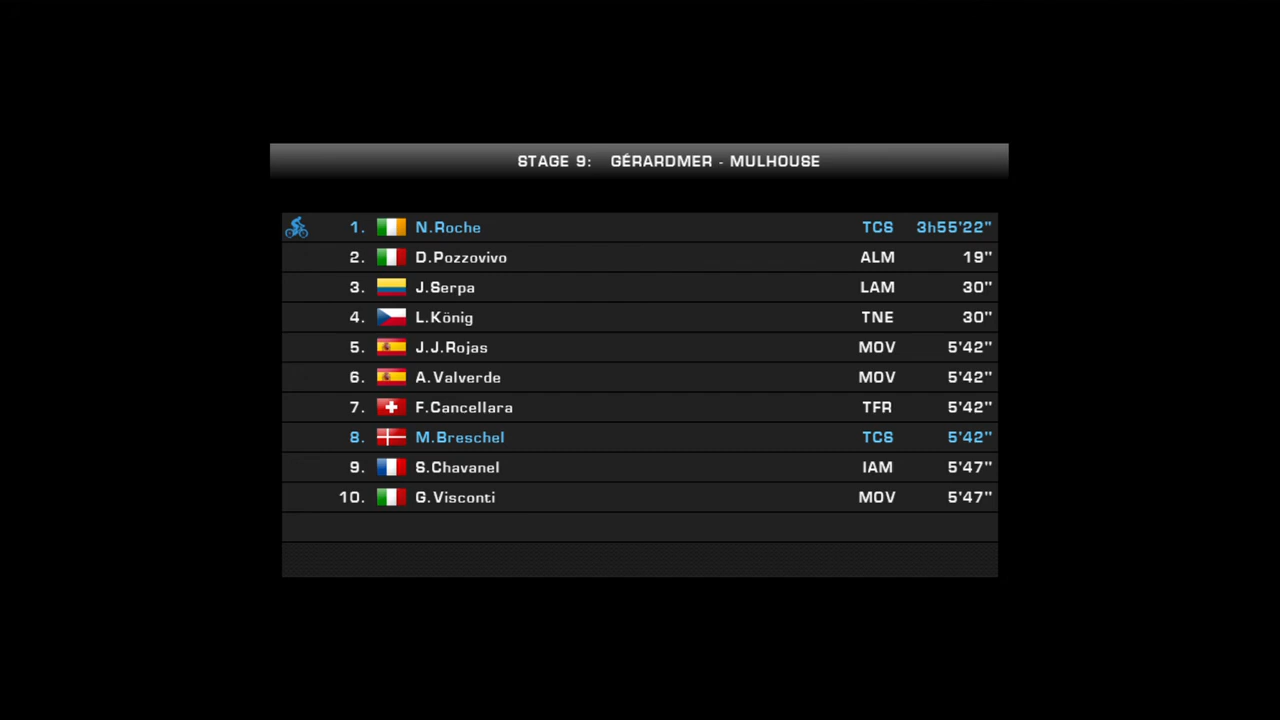 STAGE 9: GÉRARDMER - MULHOUSE
1. N.Roche TCS 3h55'22"
2. D.Pozzovivo ALM 19"
3. J.Serpa LAM 30"
4. L.König TNE 30"
5. J.J.Rojas MOV 5'42"
6. A.Valverde MOV 5'42"
7. F.Cancellara TFR 5'42"
8. M.Breschel TCS 5'42"
9. S.Chavanel IAM 5'47"
10. G.Visconti MOV 5'47"